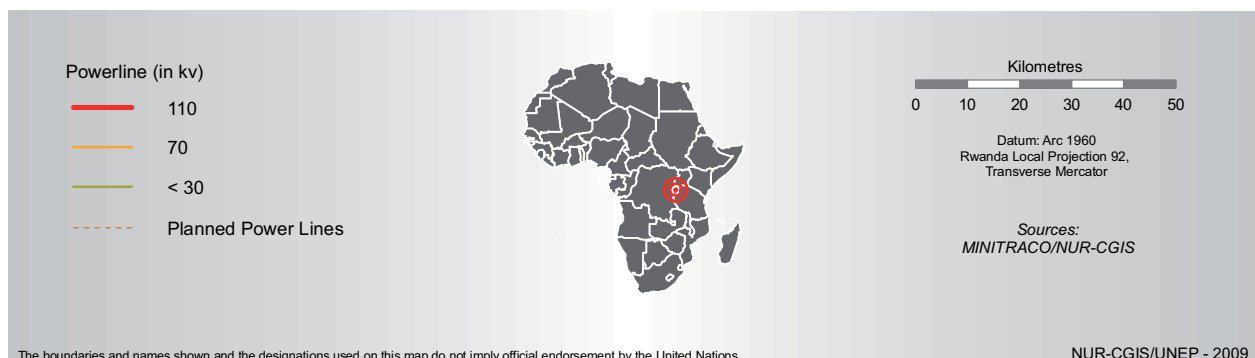 Powerline (in kv)
110
70
< 30
Planned Power Lines
Kilometres
0 10 20 30 40 50
Datum: Arc 1960
Rwanda Local Projection 92,
Transverse Mercator
Sources:
MINITRACO/NUR-CGIS
The boundaries and names shown and the designations used on this map do not imply official endorsement by the United Nations
NUR-CGIS/UNEP - 2009